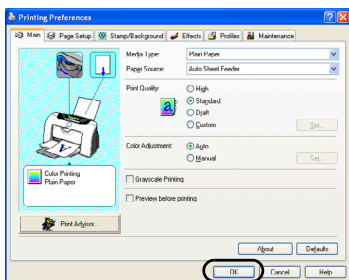 Printing Preferences
Main Page Setup Stamp/Background Effects Profiles Maintenance
Media Type: Plain Paper
Paper Source: Auto Sheet Feeder
Print Quality: High
Standard
Draft
Custom Set...
Color Adjustment: Auto
Manual Set...
Color Printing
Plain Paper
Grayscale Printing
Preview before printing
Print Advisor
About Defaults
OK Cancel Help